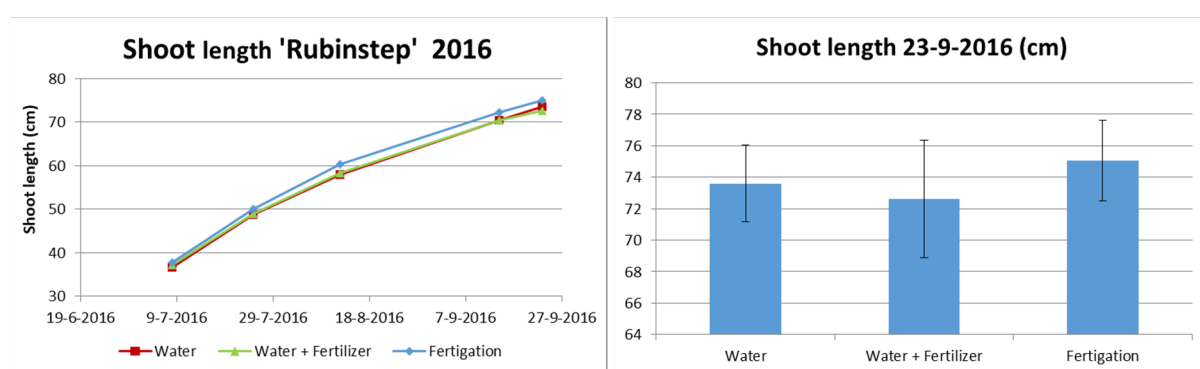 Shoot length 'Rubinstep' 2016
Shoot length (cm)
80
70
60
50
40
30
19-6-2016 9-7-2016 29-7-2016 18-8-2016 7-9-2016 27-9-2016
Water Water + Fertilizer Fertigation
Shoot length 23-9-2016 (cm)
80
78
76
74
72
70
68
66
64
Water Water + Fertilizer Fertigation